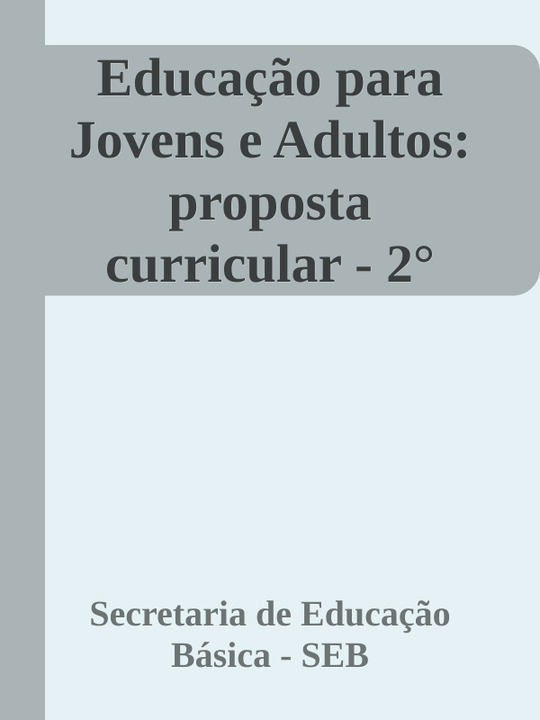 Educação para
Jovens e Adultos:
proposta
curricular - 2°
Secretaria de Educação
Básica - SEB